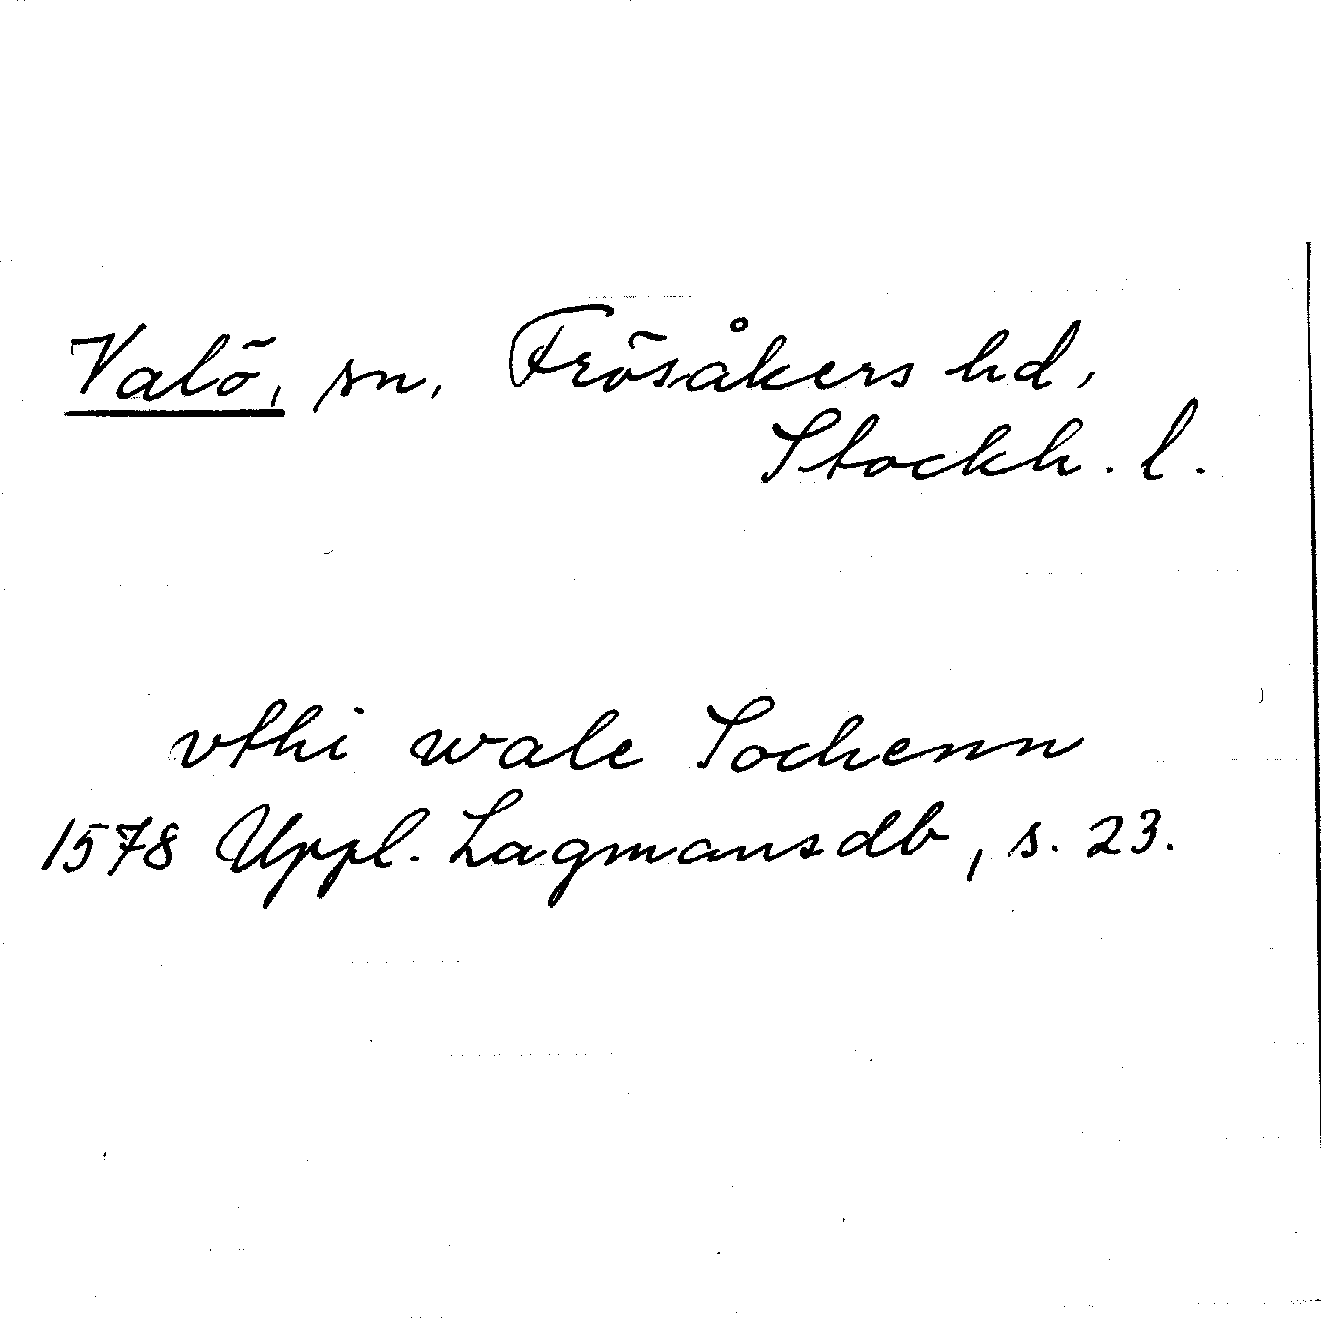 Valö, sn, Frösåkers hd,
Stockh. l.
vthi wale Sochenn
1578 Uppl. Lagmansdb, s. 23.